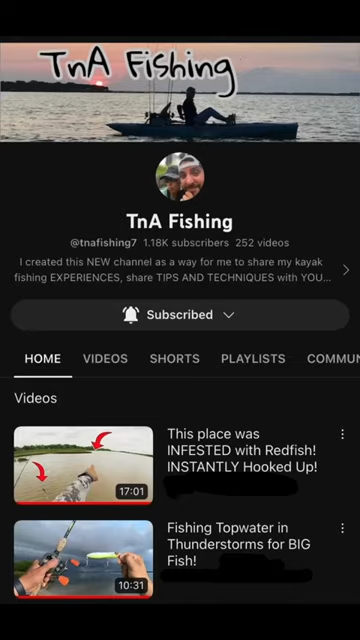 TnA Fishing
TnA Fishing
@tnafishing7 1.18K subscribers 252 videos
I created this NEW channel as a way for me to share my kayak
fishing EXPERIENCES, share TIPS AND TECHNIQUES with YOU...
Subscribed
HOME VIDEOS SHORTS PLAYLISTS COMMUN
Videos
This place was
INFESTED with Redfish!
INSTANTLY Hooked Up!
17:01
Fishing Topwater in
Thunderstorms for BIG
Fish!
10:31